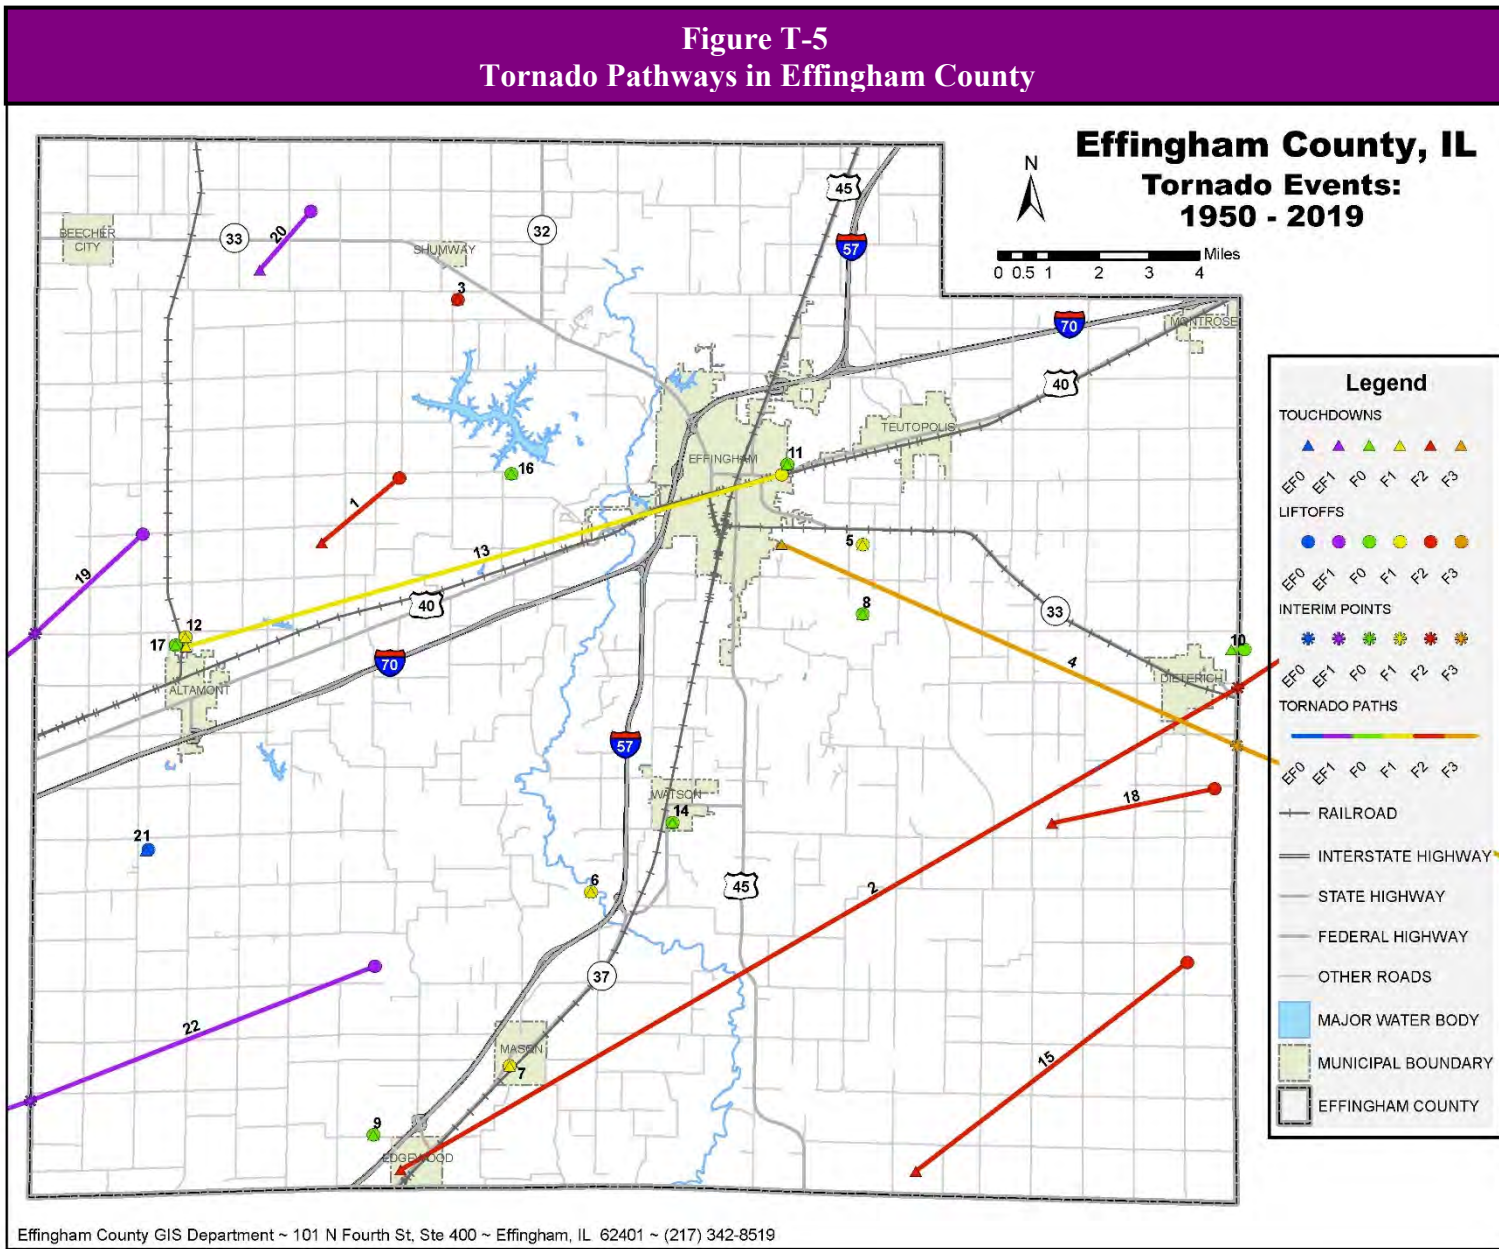 Figure T-5
Tornado Pathways in Effingham County
Effingham County, IL
Tornado Events:
1950 - 2019
N
Miles
0 0.5 1 2 3 4
45
57
BEECHER
CITY
33
20
SHUMWAY
32
3
70
MONTROSE
40
TEUTOPOLIS
EFFINGHAM
11
16
1
13
5
19
40
8
33
12
17
10
4
70
ALTAMONT
DIETERICH
57
WATSON
14
18
21
6
45
2
37
22
15
MASON
7
9
EDGEWOOD
Legend
TOUCHDOWNS
EF0 EF1 F0 F1 F2 F3
LIFTOFFS
EF0 EF1 F0 F1 F2 F3
INTERIM POINTS
EF0 EF1 F0 F1 F2 F3
TORNADO PATHS
EF0 EF1 F0 F1 F2 F3
RAILROAD
INTERSTATE HIGHWAY
STATE HIGHWAY
FEDERAL HIGHWAY
OTHER ROADS
MAJOR WATER BODY
MUNICIPAL BOUNDARY
EFFINGHAM COUNTY
Effingham County GIS Department ~ 101 N Fourth St, Ste 400 ~ Effingham, IL 62401 ~ (217) 342-8519